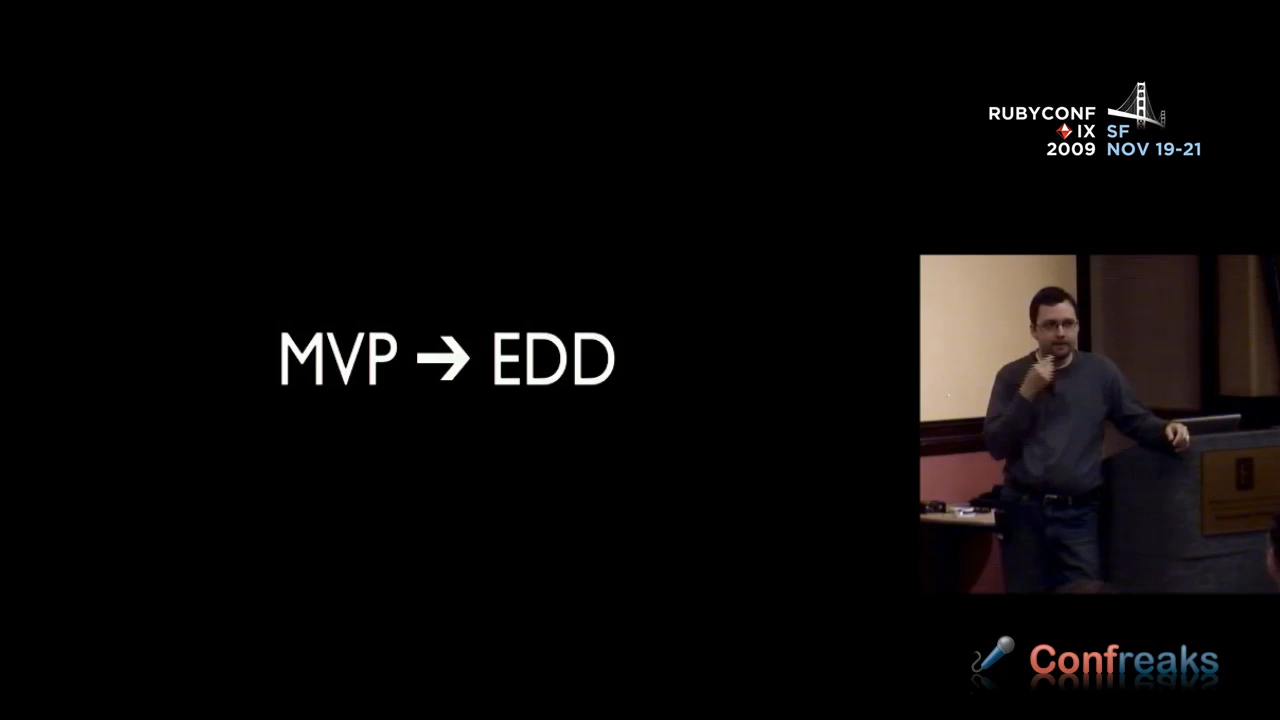 RUBYCONF
IX SF
2009 NOV 19-21
MVP → EDD
Confreaks